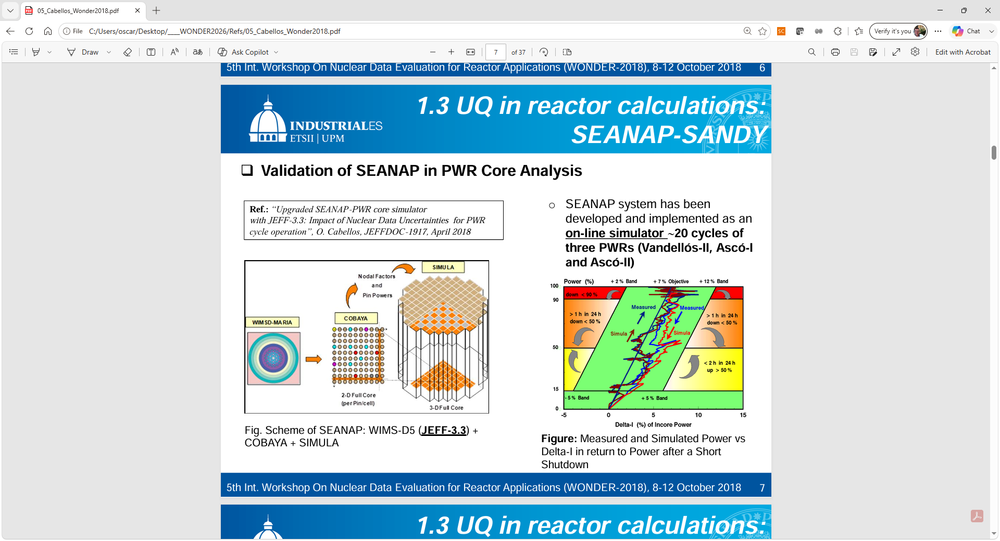 05_Cabellos_Wonder2018.pdf
File C:/Users/oscar/Desktop/____WONDER2026/Refs/05_Cabellos_Wonder2018.pdf
Verify it's you
Chat
Draw
Ask Copilot
7 of 37
Edit with Acrobat
5th Int. Workshop On Nuclear Data Evaluation for Reactor Applications (WONDER-2018), 8-12 October 2018 6
INDUSTRIALES
ETSII | UPM
1.3 UQ in reactor calculations:
SEANAP-SANDY
❑ Validation of SEANAP in PWR Core Analysis
Ref.: “Upgraded SEANAP-PWR core simulator
with JEFF-3.3: Impact of Nuclear Data Uncertainties for PWR
cycle operation”, O. Cabellos, JEFFDOC-1917, April 2018
SIMULA
Nodal Factors
and
Pin Powers
COBAYA
WIMSD-MARIA
2-D Full Core
(per Pin/cell)
3-D Full Core
Fig. Scheme of SEANAP: WIMS-D5 (JEFF-3.3) +
COBAYA + SIMULA
o SEANAP system has been
developed and implemented as an
on-line simulator ~20 cycles of
three PWRs (Vandellós-II, Ascó-I
and Ascó-II)
Power (%) + 2 % Band + 7 % Objective + 12 % Band
100
down < 90 %
90
Measured Measured
> 1 h in 24 h
down < 50 %
> 1 h in 24 h
down < 50 %
Simula Simula
50
< 2 h in 24 h
up > 50 %
15
- 5 % Band + 5 % Band
0
-5 0 5 10 15
Delta-I (%) of Incore Power
Figure: Measured and Simulated Power vs
Delta-I in return to Power after a Short
Shutdown
5th Int. Workshop On Nuclear Data Evaluation for Reactor Applications (WONDER-2018), 8-12 October 2018 7
1.3 UQ in reactor calculations: